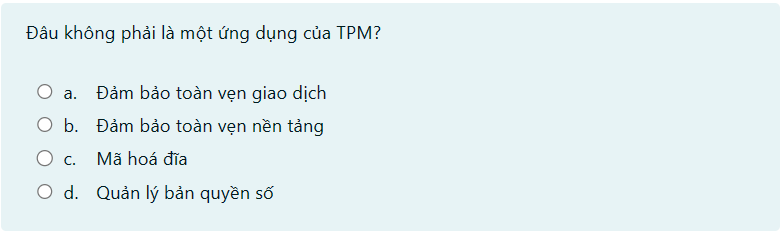 Đâu không phải là một ứng dụng của TPM?
a. Đảm bảo toàn vẹn giao dịch
b. Đảm bảo toàn vẹn nền tảng
c. Mã hoá đĩa
d. Quản lý bản quyền số